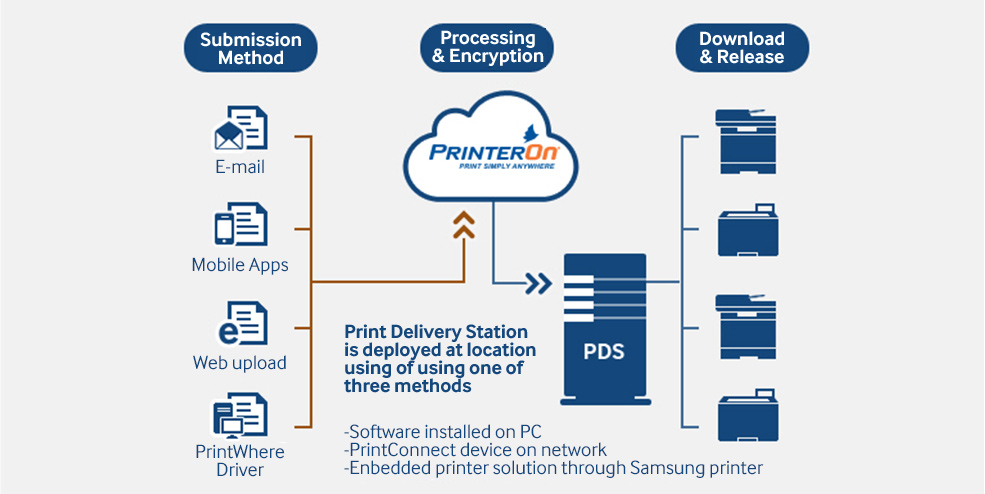 Submission
Method
Processing
& Encryption
Download
& Release
E-mail
Mobile Apps
Web upload
PrintWhere
Driver
PRINTERON®
PRINT SIMPLY ANYWHERE
PDS
Print Delivery Station
is deployed at location
using of using one of
three methods
-Software installed on PC
-PrintConnect device on network
-Enbedded printer solution through Samsung printer